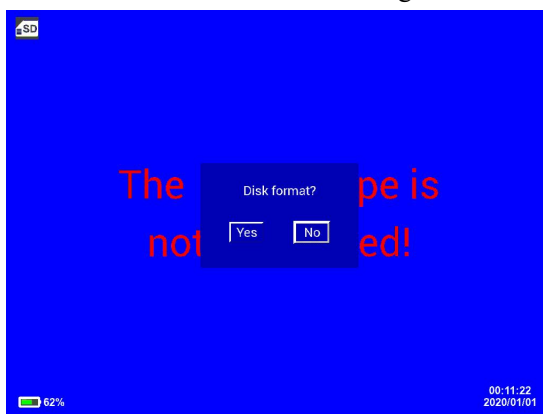 SD
The pe is
Disk format?
Yes No
not ed!
62%
00:11:22
2020/01/01